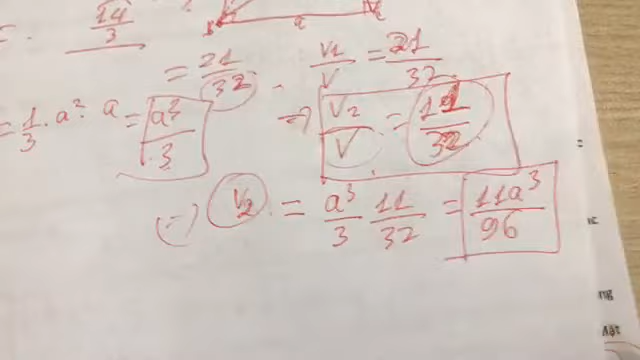 14/3
a
= 21/32 . V1/V = 21/32
= 1/3 . a² . a = a³/3
=> V2/V = 11/32
=> V2 = a³/3 11/32 = 11a³/96
ng